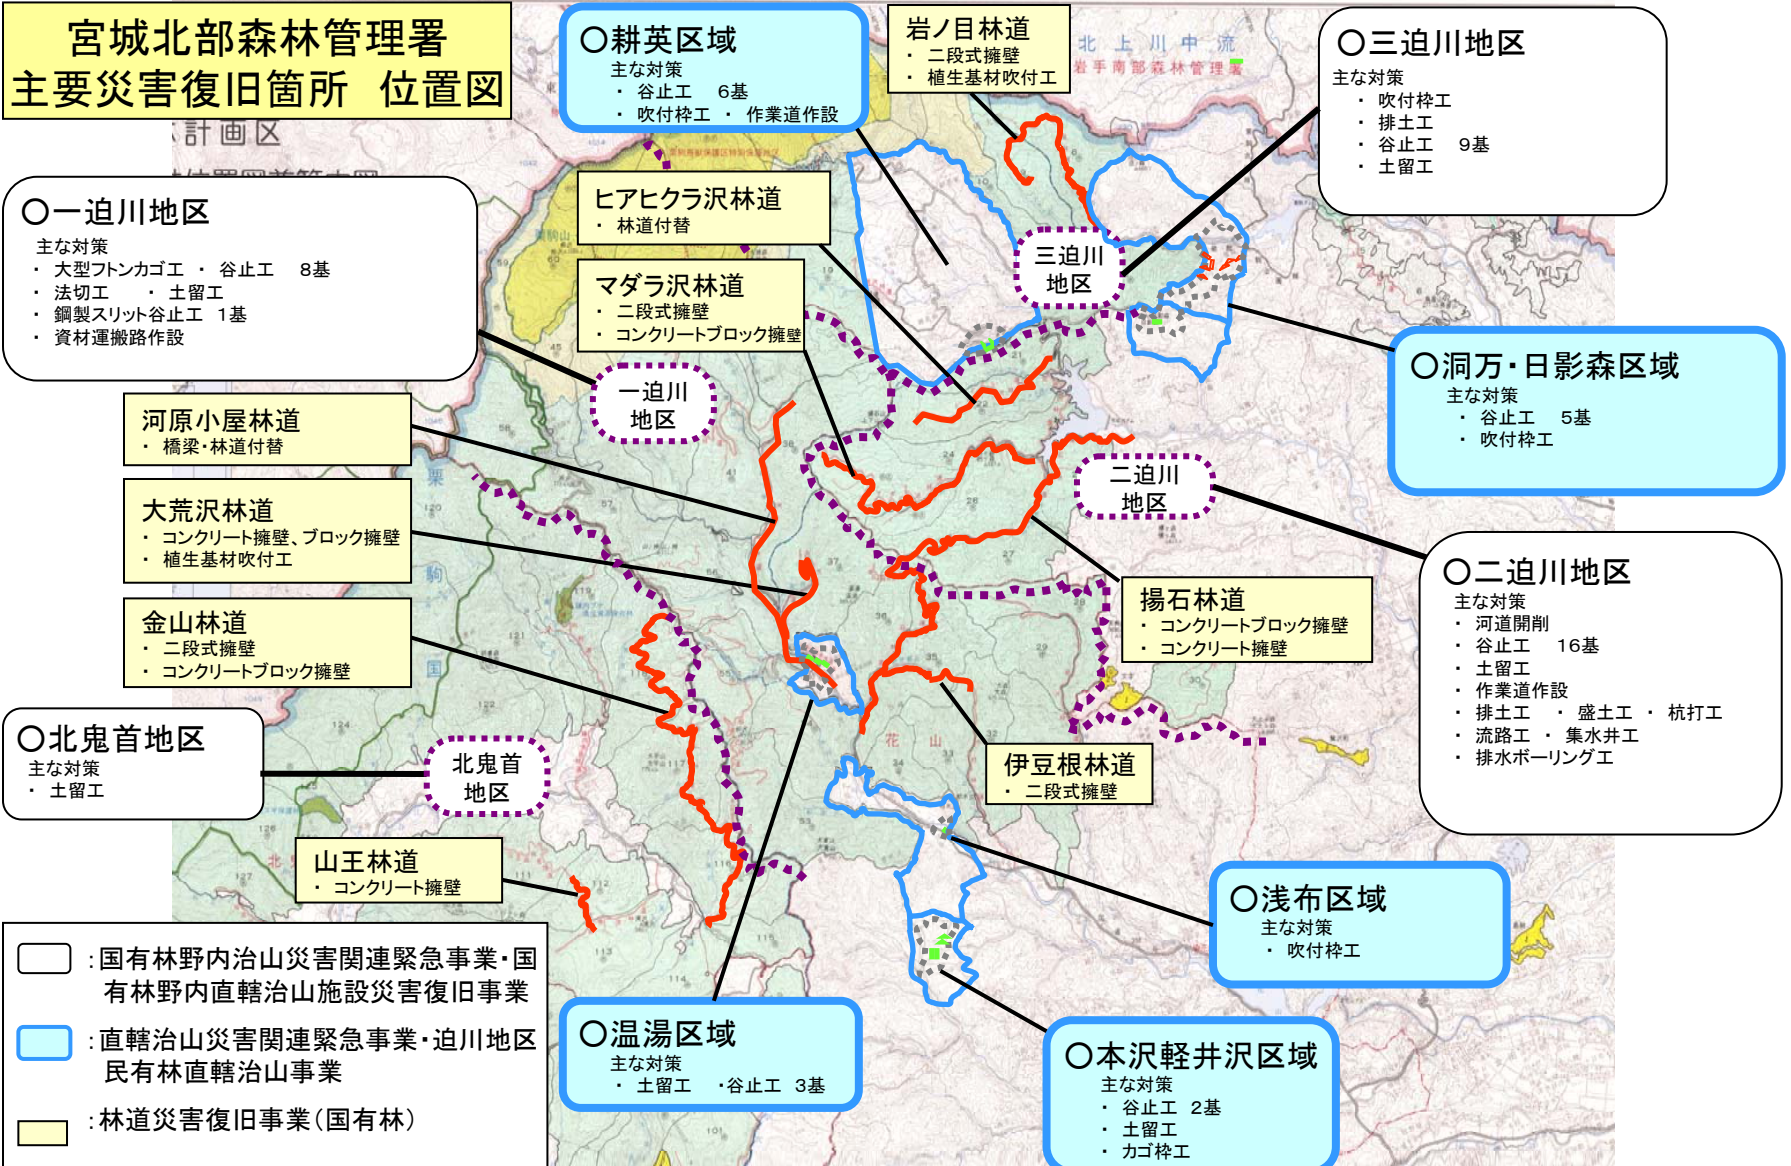 宮城北部森林管理署
主要災害復旧箇所 位置図
計画区
○耕英区域
主な対策
・ 谷止工 6基
・ 吹付枠工 ・ 作業道作設
岩ノ目林道
・ 二段式擁壁
・ 植生基材吹付工
北上川中流
岩手南部森林管理署
○三迫川地区
主な対策
・ 吹付枠工
・ 排土工
・ 谷止工 9基
・ 土留工
○一迫川地区
主な対策
・ 大型フトンカゴ工 ・ 谷止工 8基
・ 法切工 ・ 土留工
・ 鋼製スリット谷止工 1基
・ 資材運搬路作設
ヒアヒクラ沢林道
・ 林道付替
マダラ沢林道
・ 二段式擁壁
・ コンクリートブロック擁壁
三迫川
地区
一迫川
地区
○洞万・日影森区域
主な対策
・ 谷止工 5基
・ 吹付枠工
河原小屋林道
・ 橋梁・林道付替
大荒沢林道
・ コンクリート擁壁、ブロック擁壁
・ 植生基材吹付工
金山林道
・ 二段式擁壁
・ コンクリートブロック擁壁
二迫川
地区
○二迫川地区
主な対策
・ 河道開削
・ 谷止工 16基
・ 土留工
・ 作業道作設
・ 排土工 ・ 盛土工 ・ 杭打工
・ 流路工 ・ 集水井工
・ 排水ボーリング工
揚石林道
・ コンクリートブロック擁壁
・ コンクリート擁壁
栗駒国
花山
○北鬼首地区
主な対策
・ 土留工
北鬼首
地区
伊豆根林道
・ 二段式擁壁
山王林道
・ コンクリート擁壁
○浅布区域
主な対策
・ 吹付枠工
○温湯区域
主な対策
・ 土留工 ・谷止工 3基
○本沢軽井沢区域
主な対策
・ 谷止工 2基
・ 土留工
・ カゴ枠工
：国有林野内治山災害関連緊急事業・国
有林野内直轄治山施設災害復旧事業
：直轄治山災害関連緊急事業・迫川地区
民有林直轄治山事業
：林道災害復旧事業（国有林）